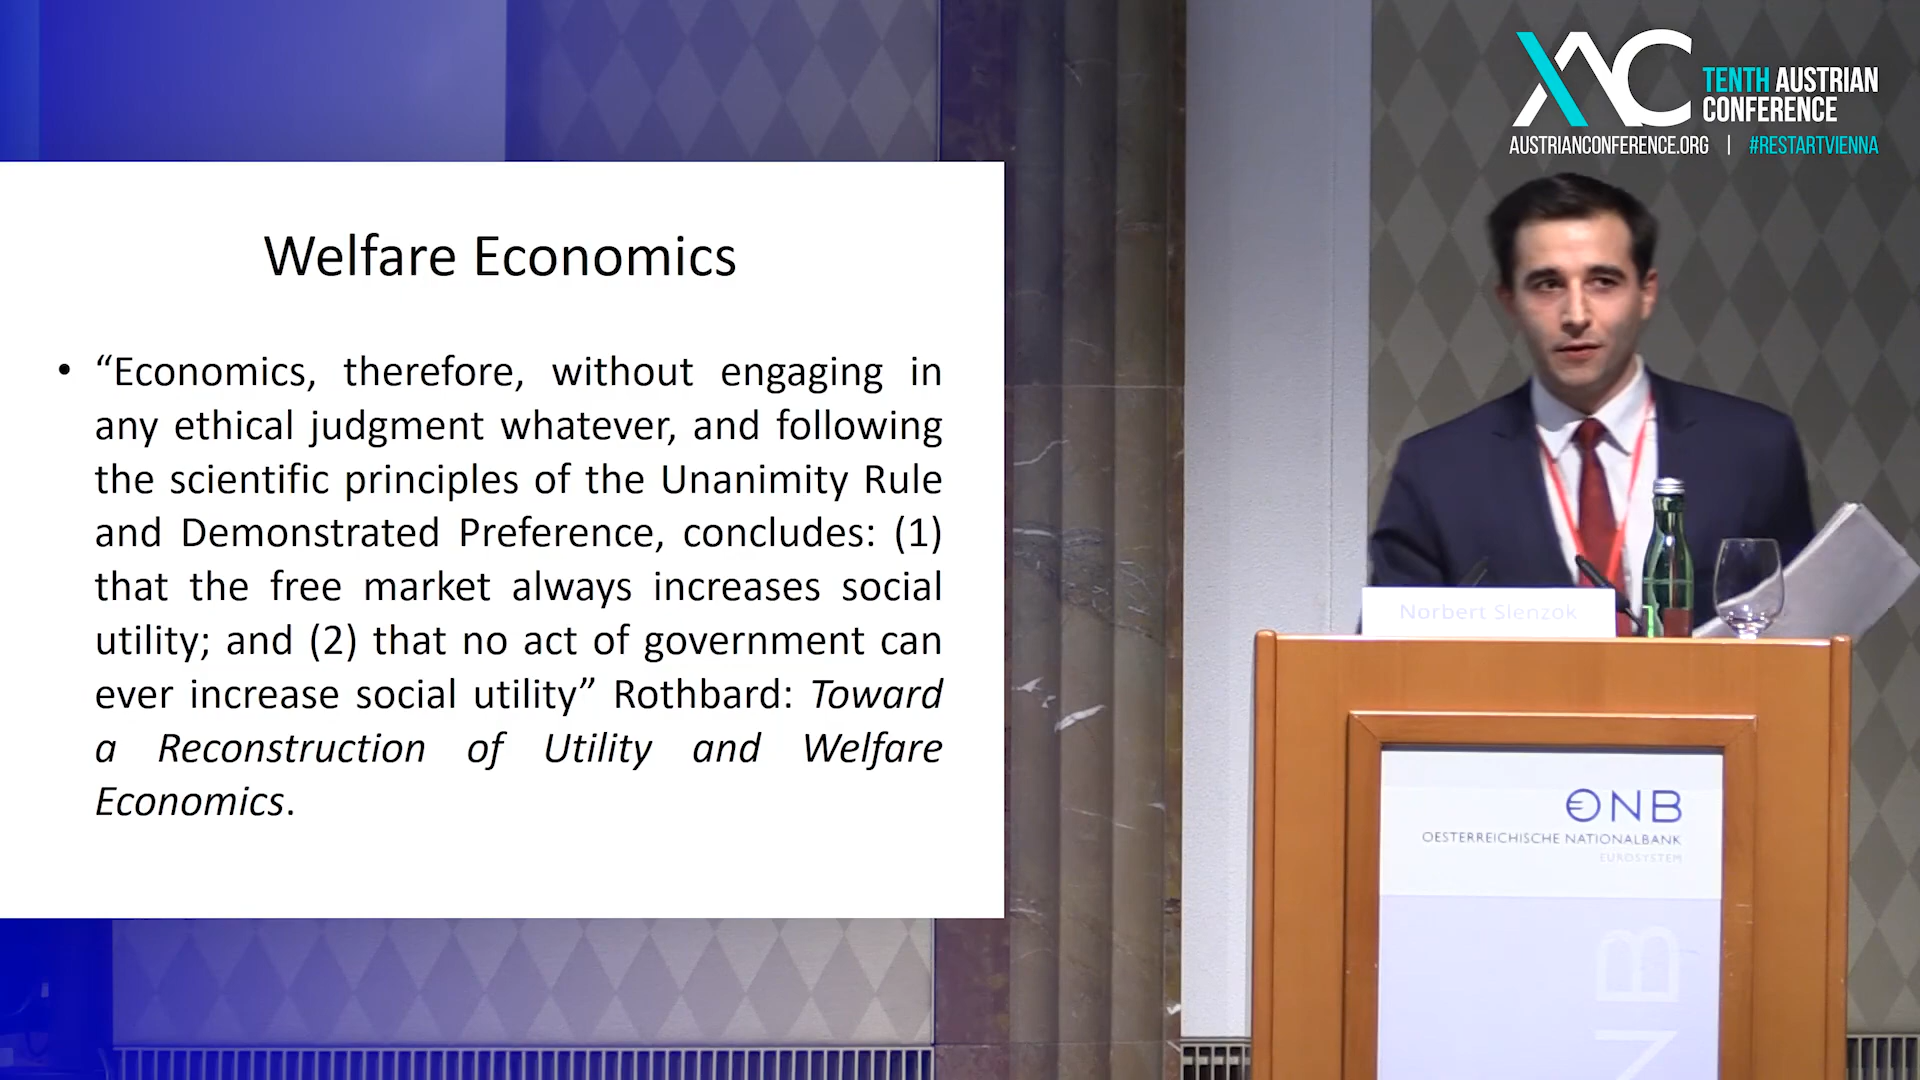 XAC
TENTH AUSTRIAN
CONFERENCE
AUSTRIANCONFERENCE.ORG | #RESTARTVIENNA
Welfare Economics
• “Economics, therefore, without engaging in
any ethical judgment whatever, and following
the scientific principles of the Unanimity Rule
and Demonstrated Preference, concludes: (1)
that the free market always increases social
utility; and (2) that no act of government can
ever increase social utility” Rothbard: Toward
a Reconstruction of Utility and Welfare
Economics.
Norbert Slenzok
ONB
OESTERREICHISCHE NATIONALBANK
EUROSYSTEM
NB